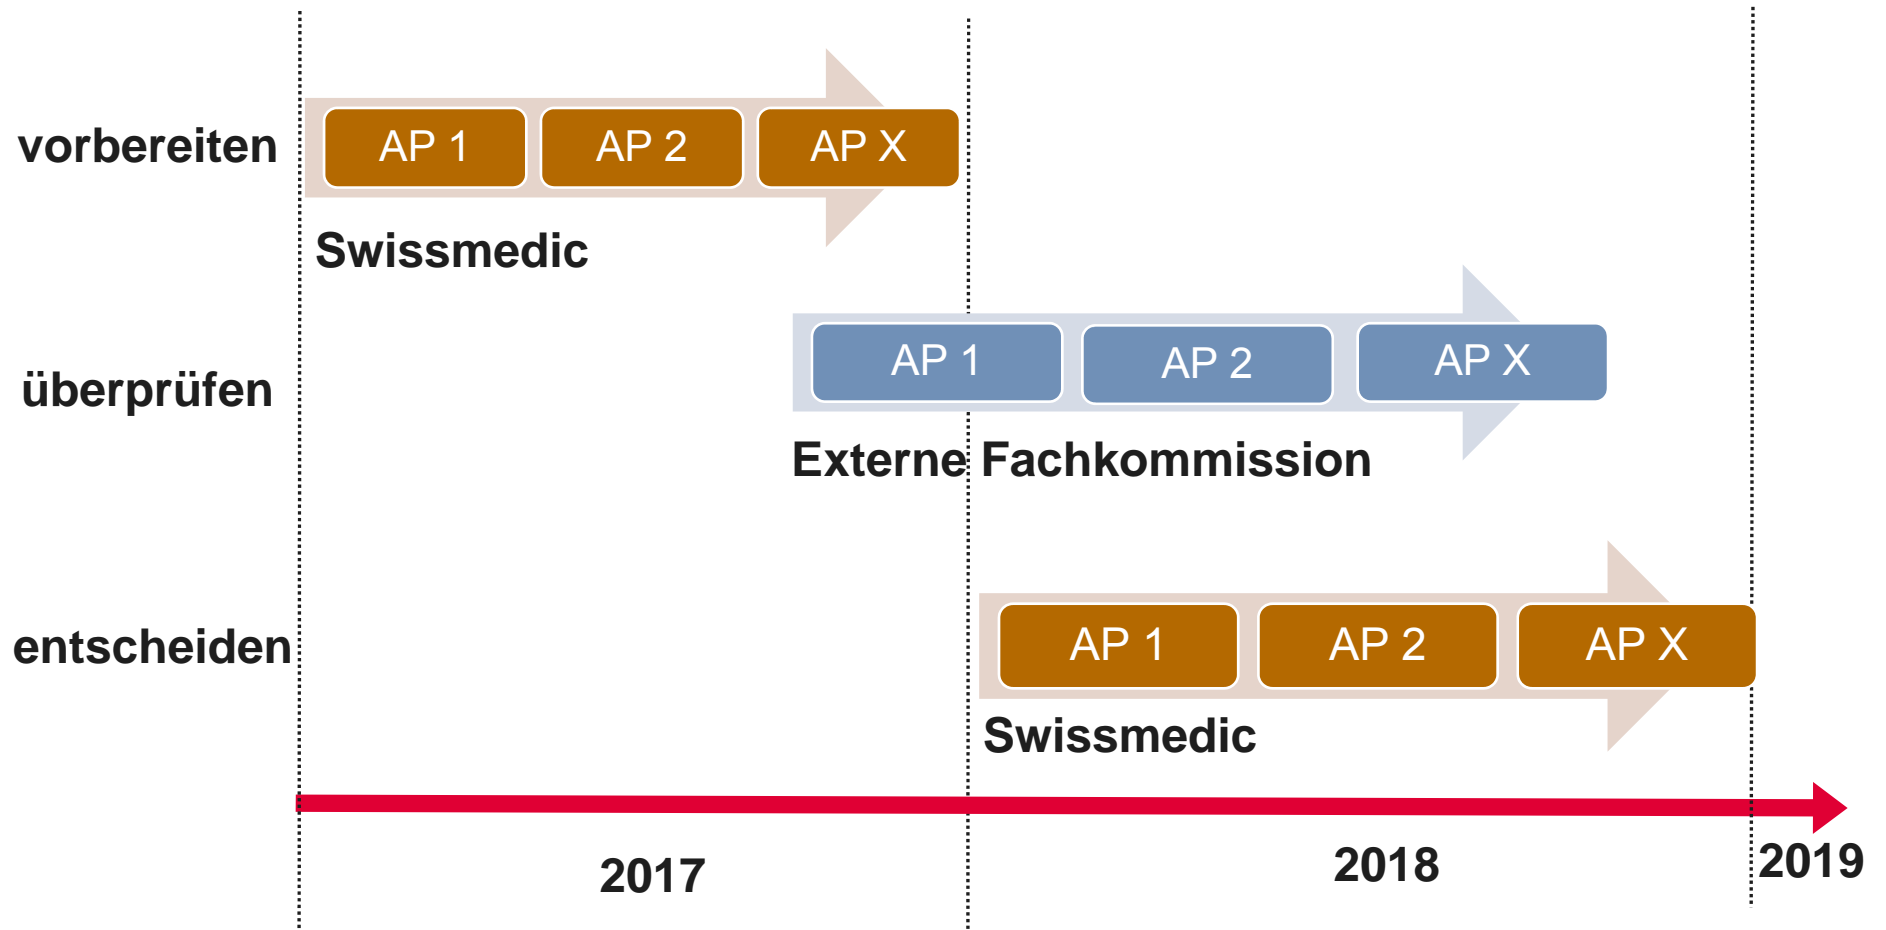 vorbereiten
AP 1
AP 2
AP X
Swissmedic
überprüfen
AP 1
AP 2
AP X
Externe Fachkommission
entscheiden
AP 1
AP 2
AP X
Swissmedic
2017
2018
2019